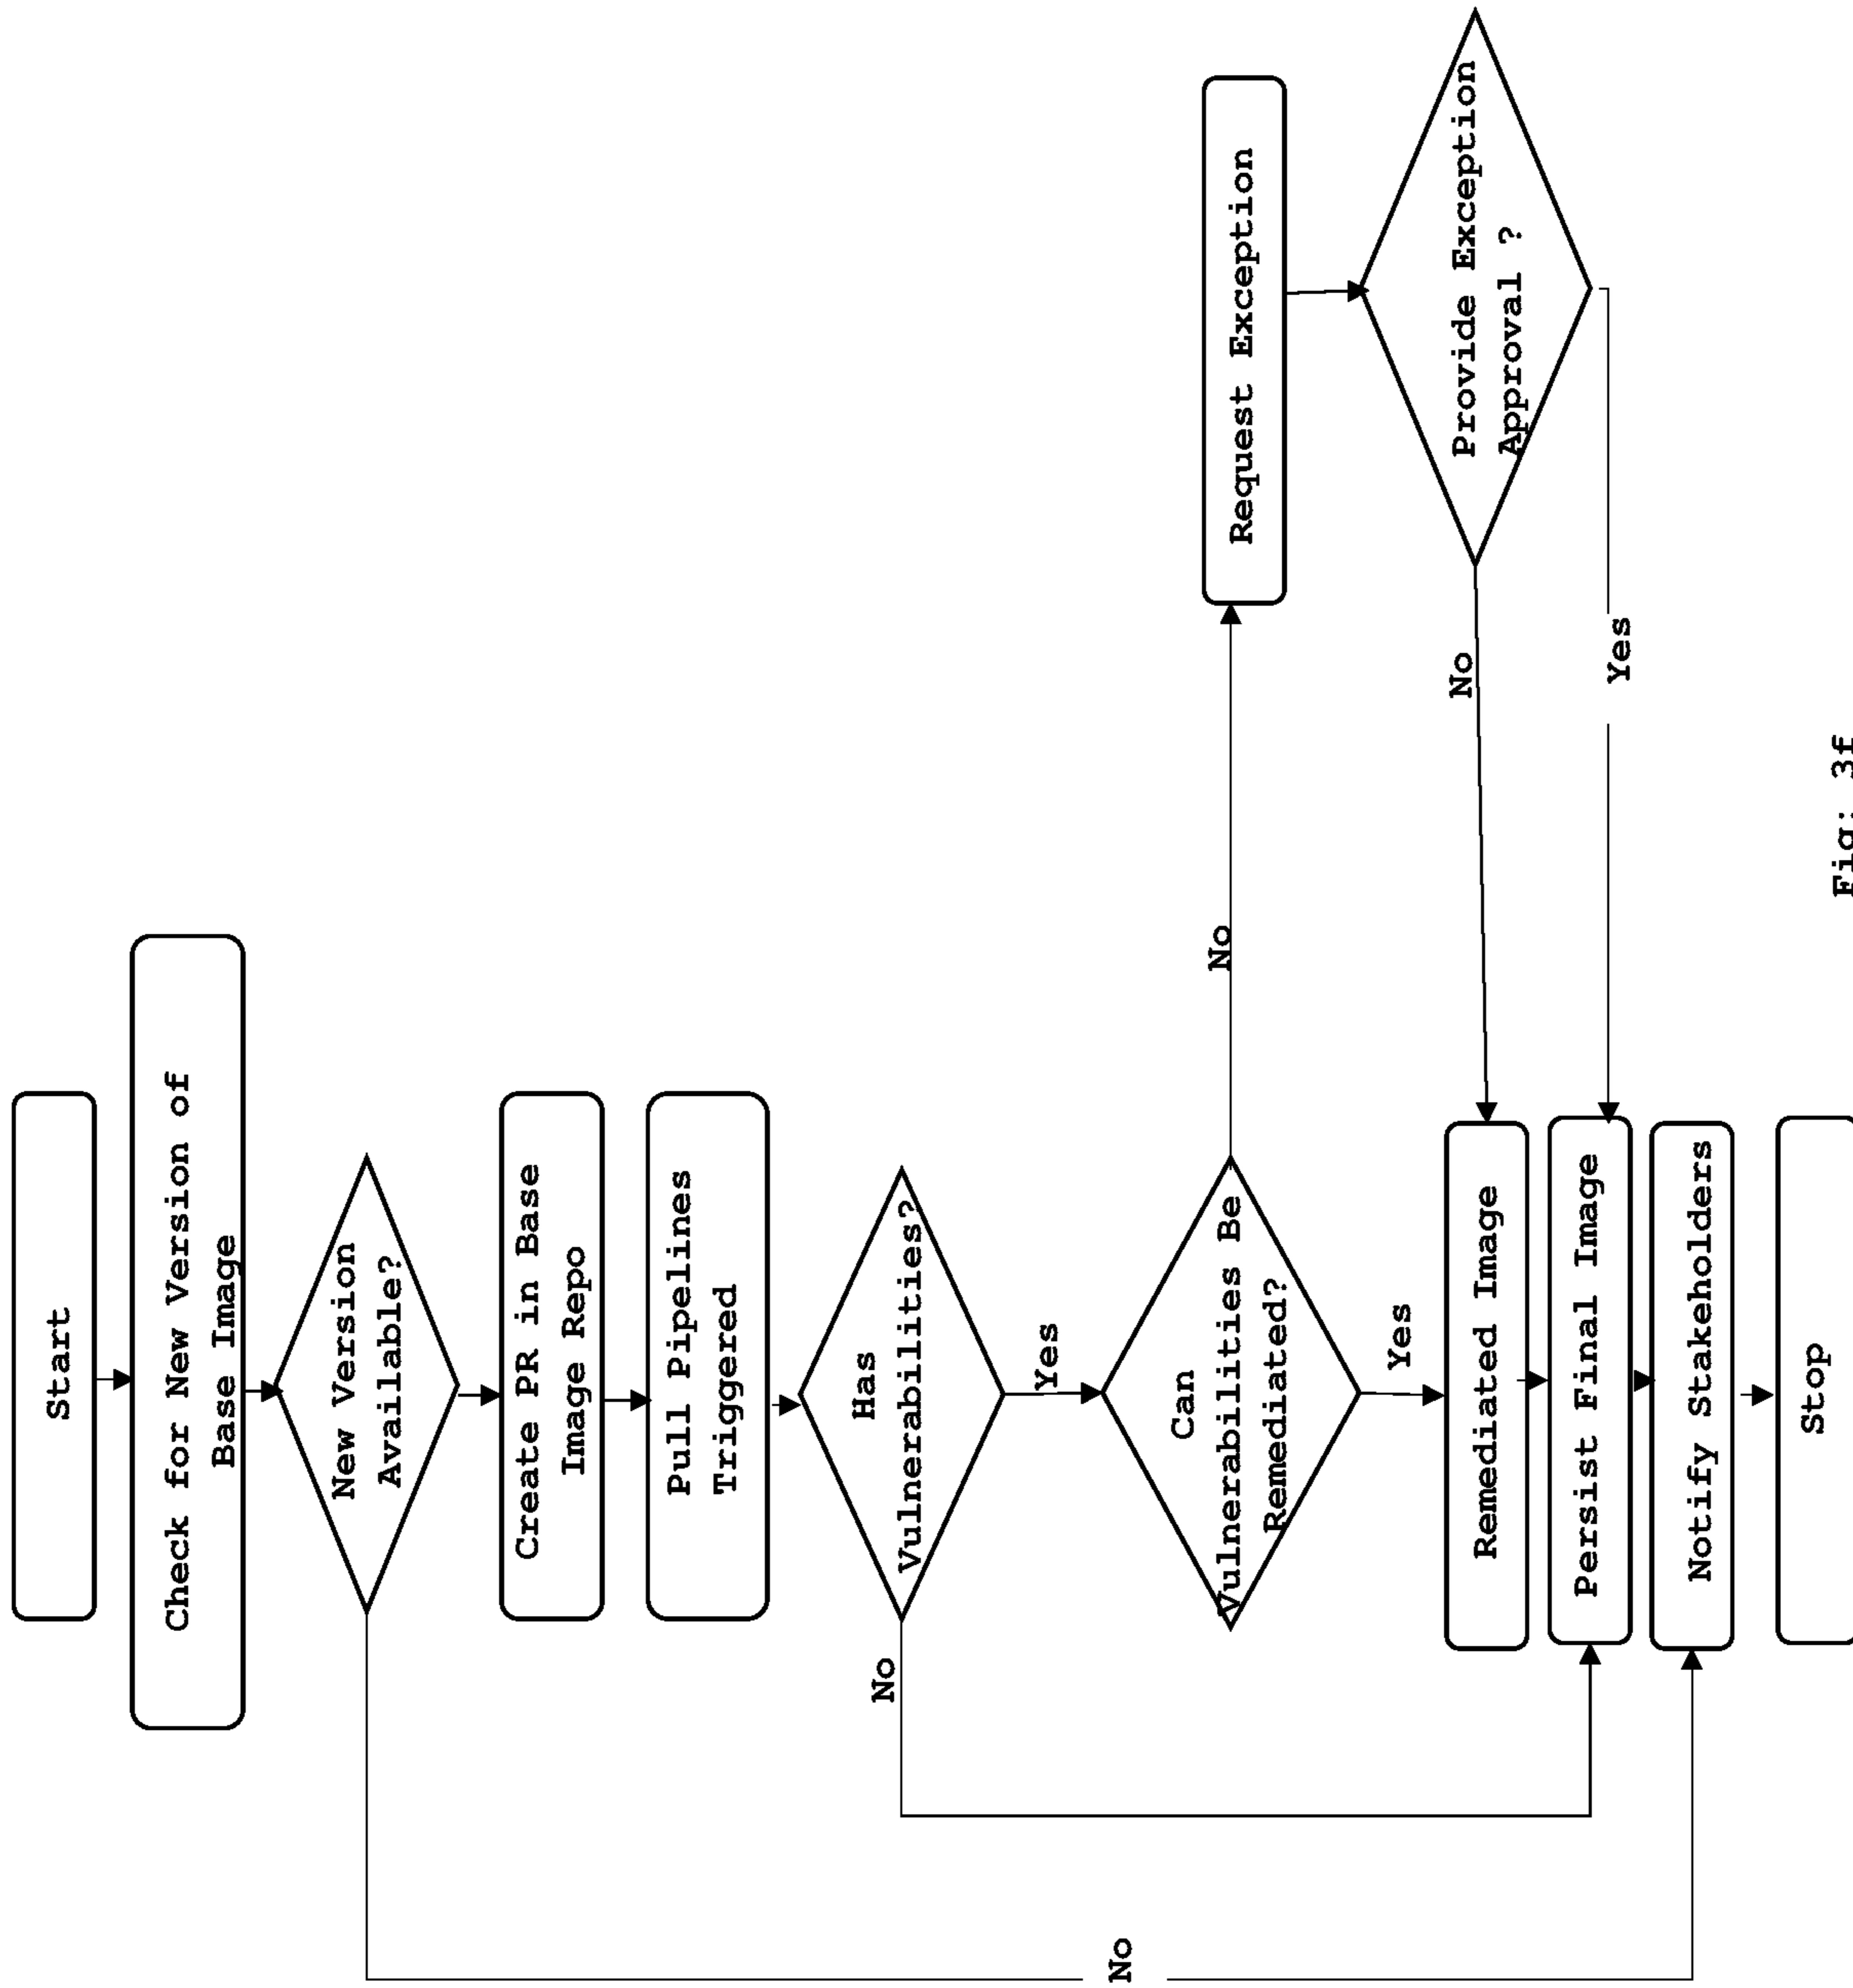 Start
Check for New Version of
Base Image
New Version
Available?
Create PR in Base
Image Repo
Pull Pipelines
Triggered
Has
Vulnerabilities?
No
Yes
Can
Vulnerabilities Be
Remediated?
No
Yes
Request Exception
Provide Exception
Approval ?
No
Yes
Remediated Image
Persist Final Image
Notify Stakeholders
No
Stop
Fig: 3f